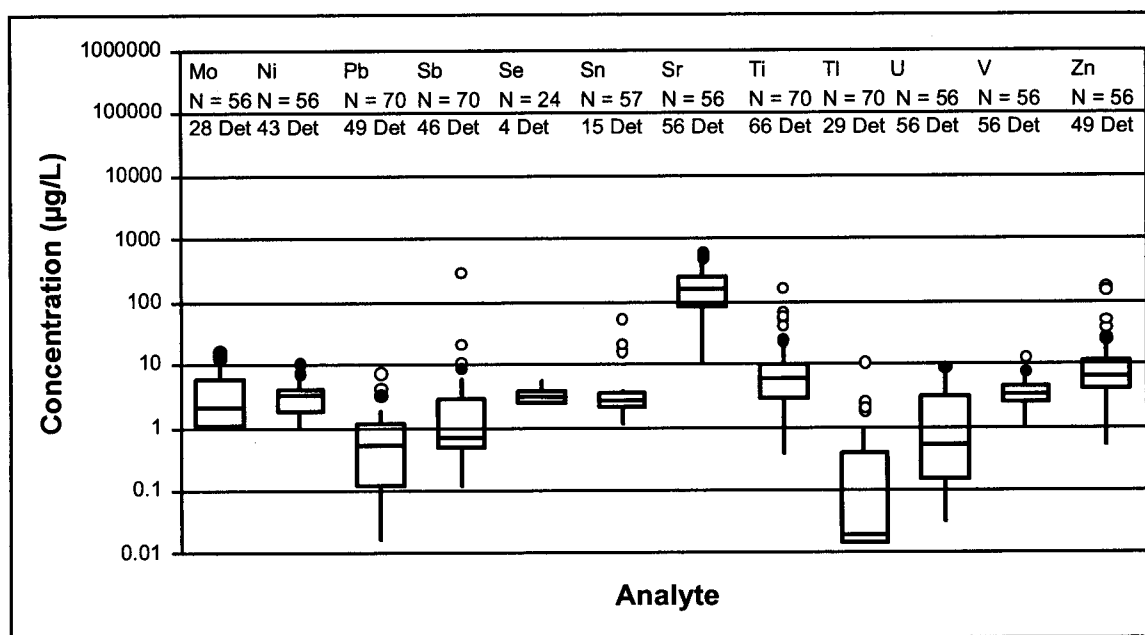 1000000
100000
10000
1000
100
10
1
0.1
0.01
Concentration (µg/L)
Mo Ni Pb Sb Se Sn Sr Ti Tl U V Zn
N = 56 N = 56 N = 70 N = 70 N = 24 N = 57 N = 56 N = 70 N = 70 N = 56 N = 56 N = 56
28 Det 43 Det 49 Det 46 Det 4 Det 15 Det 56 Det 66 Det 29 Det 56 Det 56 Det 49 Det
Analyte